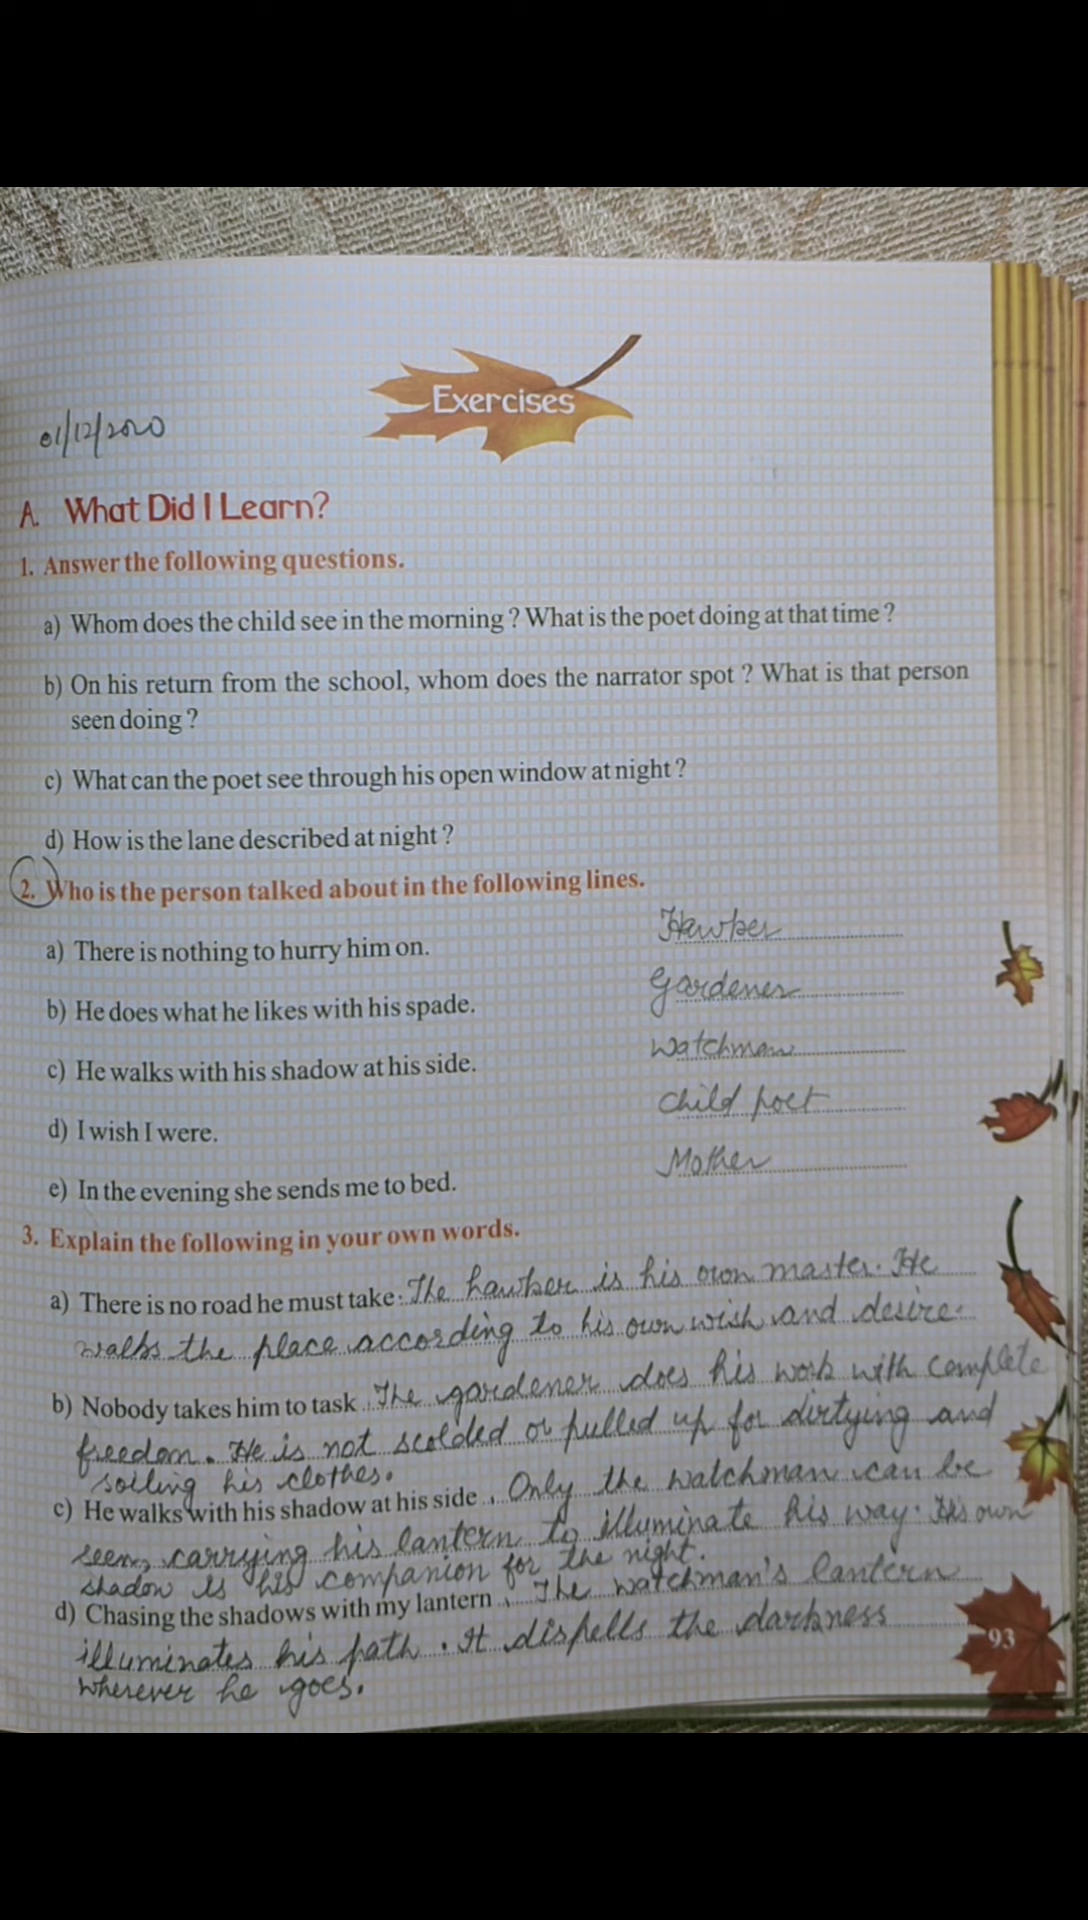 Exercises
01/12/2020
A. What Did I Learn?
1. Answer the following questions.
a) Whom does the child see in the morning ? What is the poet doing at that time ?
b) On his return from the school, whom does the narrator spot ? What is that person
seen doing ?
c) What can the poet see through his open window at night ?
d) How is the lane described at night ?
2. Who is the person talked about in the following lines.
a) There is nothing to hurry him on. Hawker
b) He does what he likes with his spade. Gardener
c) He walks with his shadow at his side. Watchman
d) I wish I were. Child poet
e) In the evening she sends me to bed. Mother
3. Explain the following in your own words.
a) There is no road he must take. The hawker is his own master. He
walks the place according to his own wish and desire.
b) Nobody takes him to task. The gardener does his work with complete
freedom. He is not scolded or pulled up for dirtying and
soiling his clothes.
c) He walks with his shadow at his side. Only the watchman can be
seen, carrying his lantern to illuminate his way. His own
shadow is his companion for the night.
d) Chasing the shadows with my lantern. The watchman's lantern
illuminates his path. It dispells the darkness
wherever he goes.
93